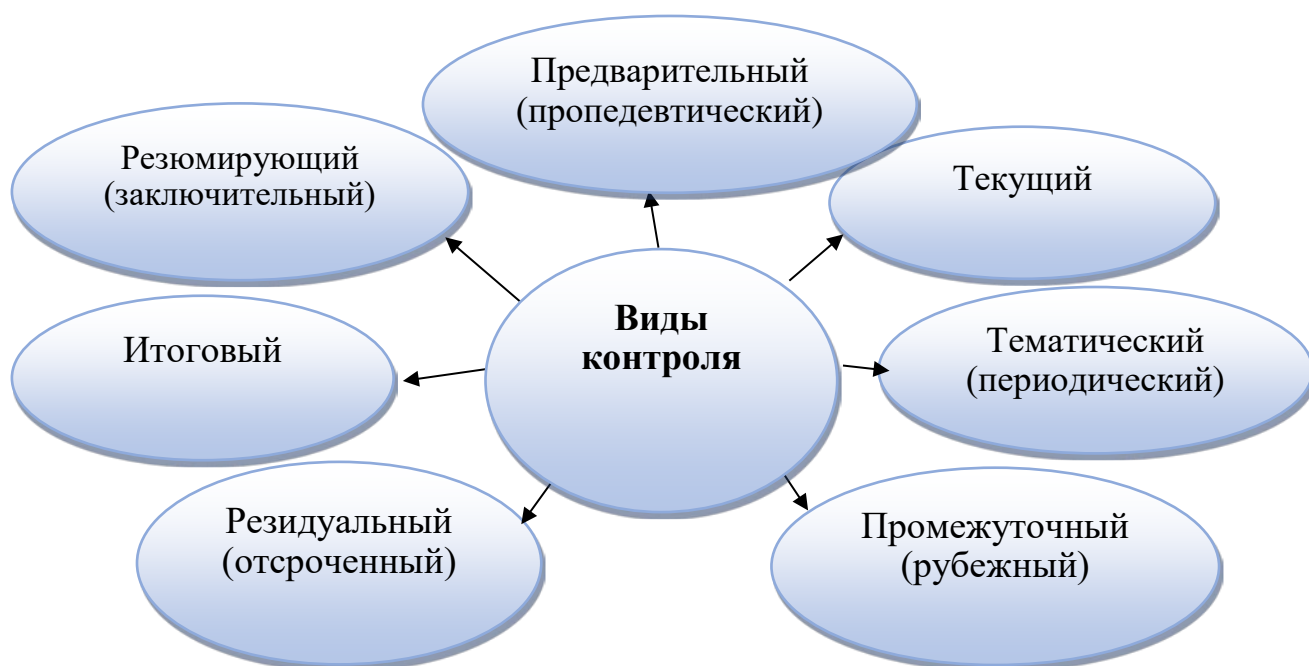 Предварительный
(пропедевтический)
Резюмирующий
(заключительный)
Текущий
Виды
контроля
Итоговый
Тематический
(периодический)
Резидуальный
(отсроченный)
Промежуточный
(рубежный)